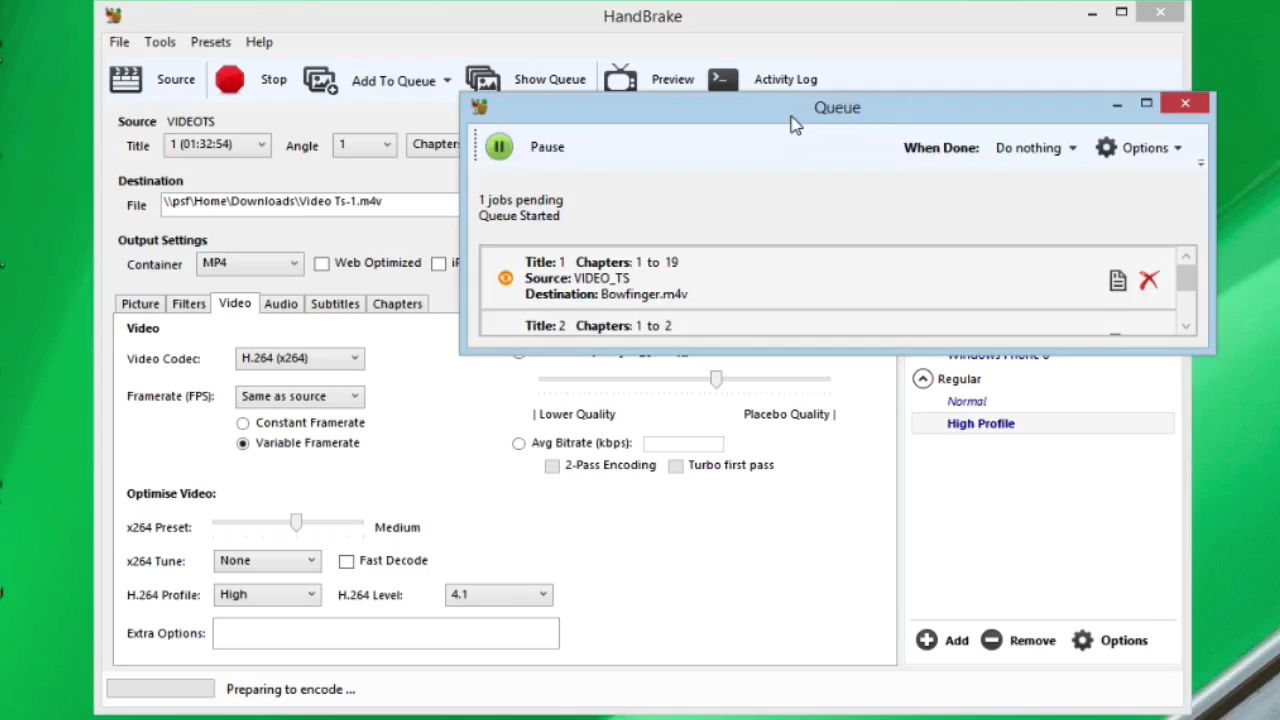 HandBrake
File Tools Presets Help
Source Stop Add To Queue Show Queue Preview Activity Log
Queue
Source VIDEOTS
Title 1 (01:32:54) Angle 1 Chapters
Pause When Done: Do nothing Options
Destination
File \\psf\Home\Downloads\Video Ts-1.m4v
1 jobs pending
Queue Started
Output Settings
Container MP4 Web Optimized
Title: 1 Chapters: 1 to 19
Source: VIDEO_TS
Destination: Bowfinger.m4v
Title: 2 Chapters: 1 to 2
Picture Filters Video Audio Subtitles Chapters
Video
Video Codec: H.264 (x264)
Windows Phone 8
Regular
Framerate (FPS): Same as source
Normal
Constant Framerate
| Lower Quality Placebo Quality |
High Profile
Variable Framerate
Avg Bitrate (kbps):
2-Pass Encoding Turbo first pass
Optimise Video:
x264 Preset: Medium
x264 Tune: None Fast Decode
H.264 Profile: High H.264 Level: 4.1
Extra Options:
Add Remove Options
Preparing to encode ...